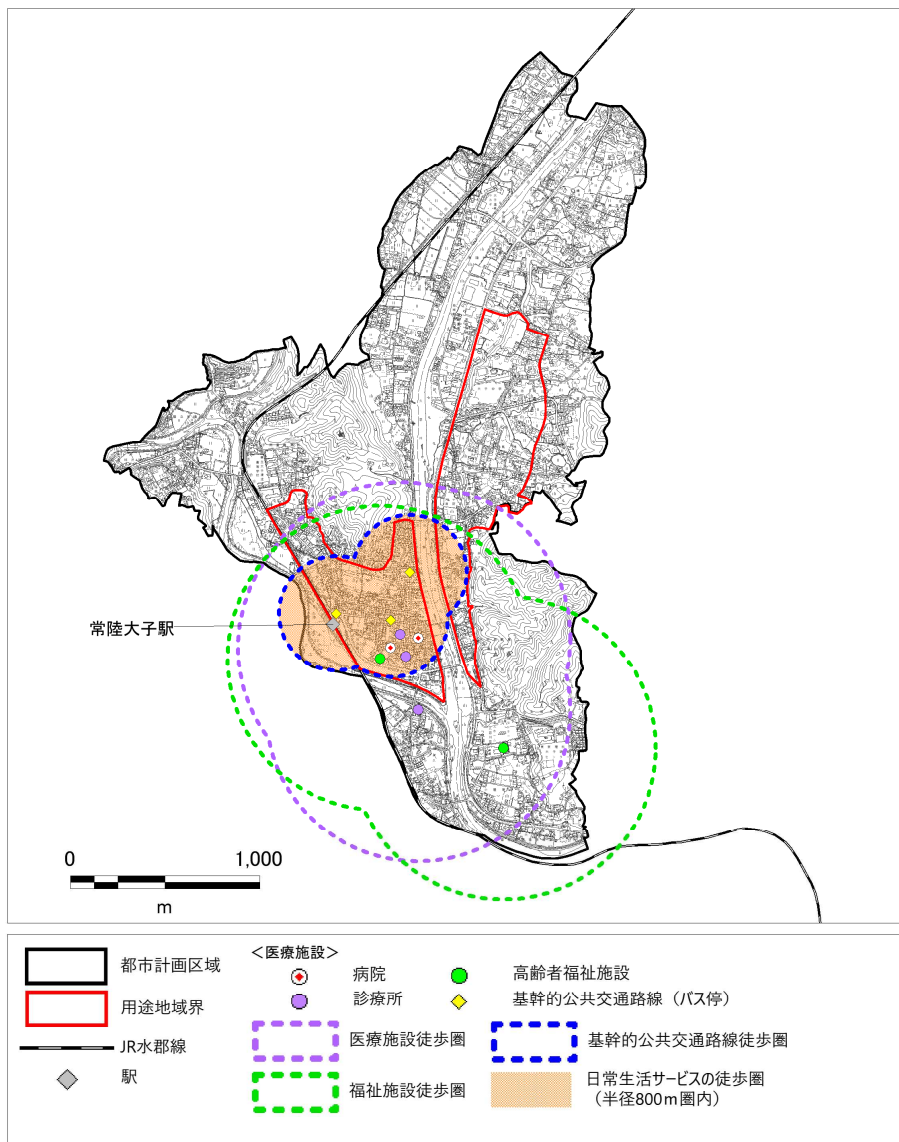 常陸大子駅
0 1,000
m
都市計画区域
用途地域界
JR水郡線
駅
＜医療施設＞
病院
診療所
高齢者福祉施設
基幹的公共交通路線（バス停）
医療施設徒歩圏
福祉施設徒歩圏
基幹的公共交通路線徒歩圏
日常生活サービスの徒歩圏
（半径800ｍ圏内）